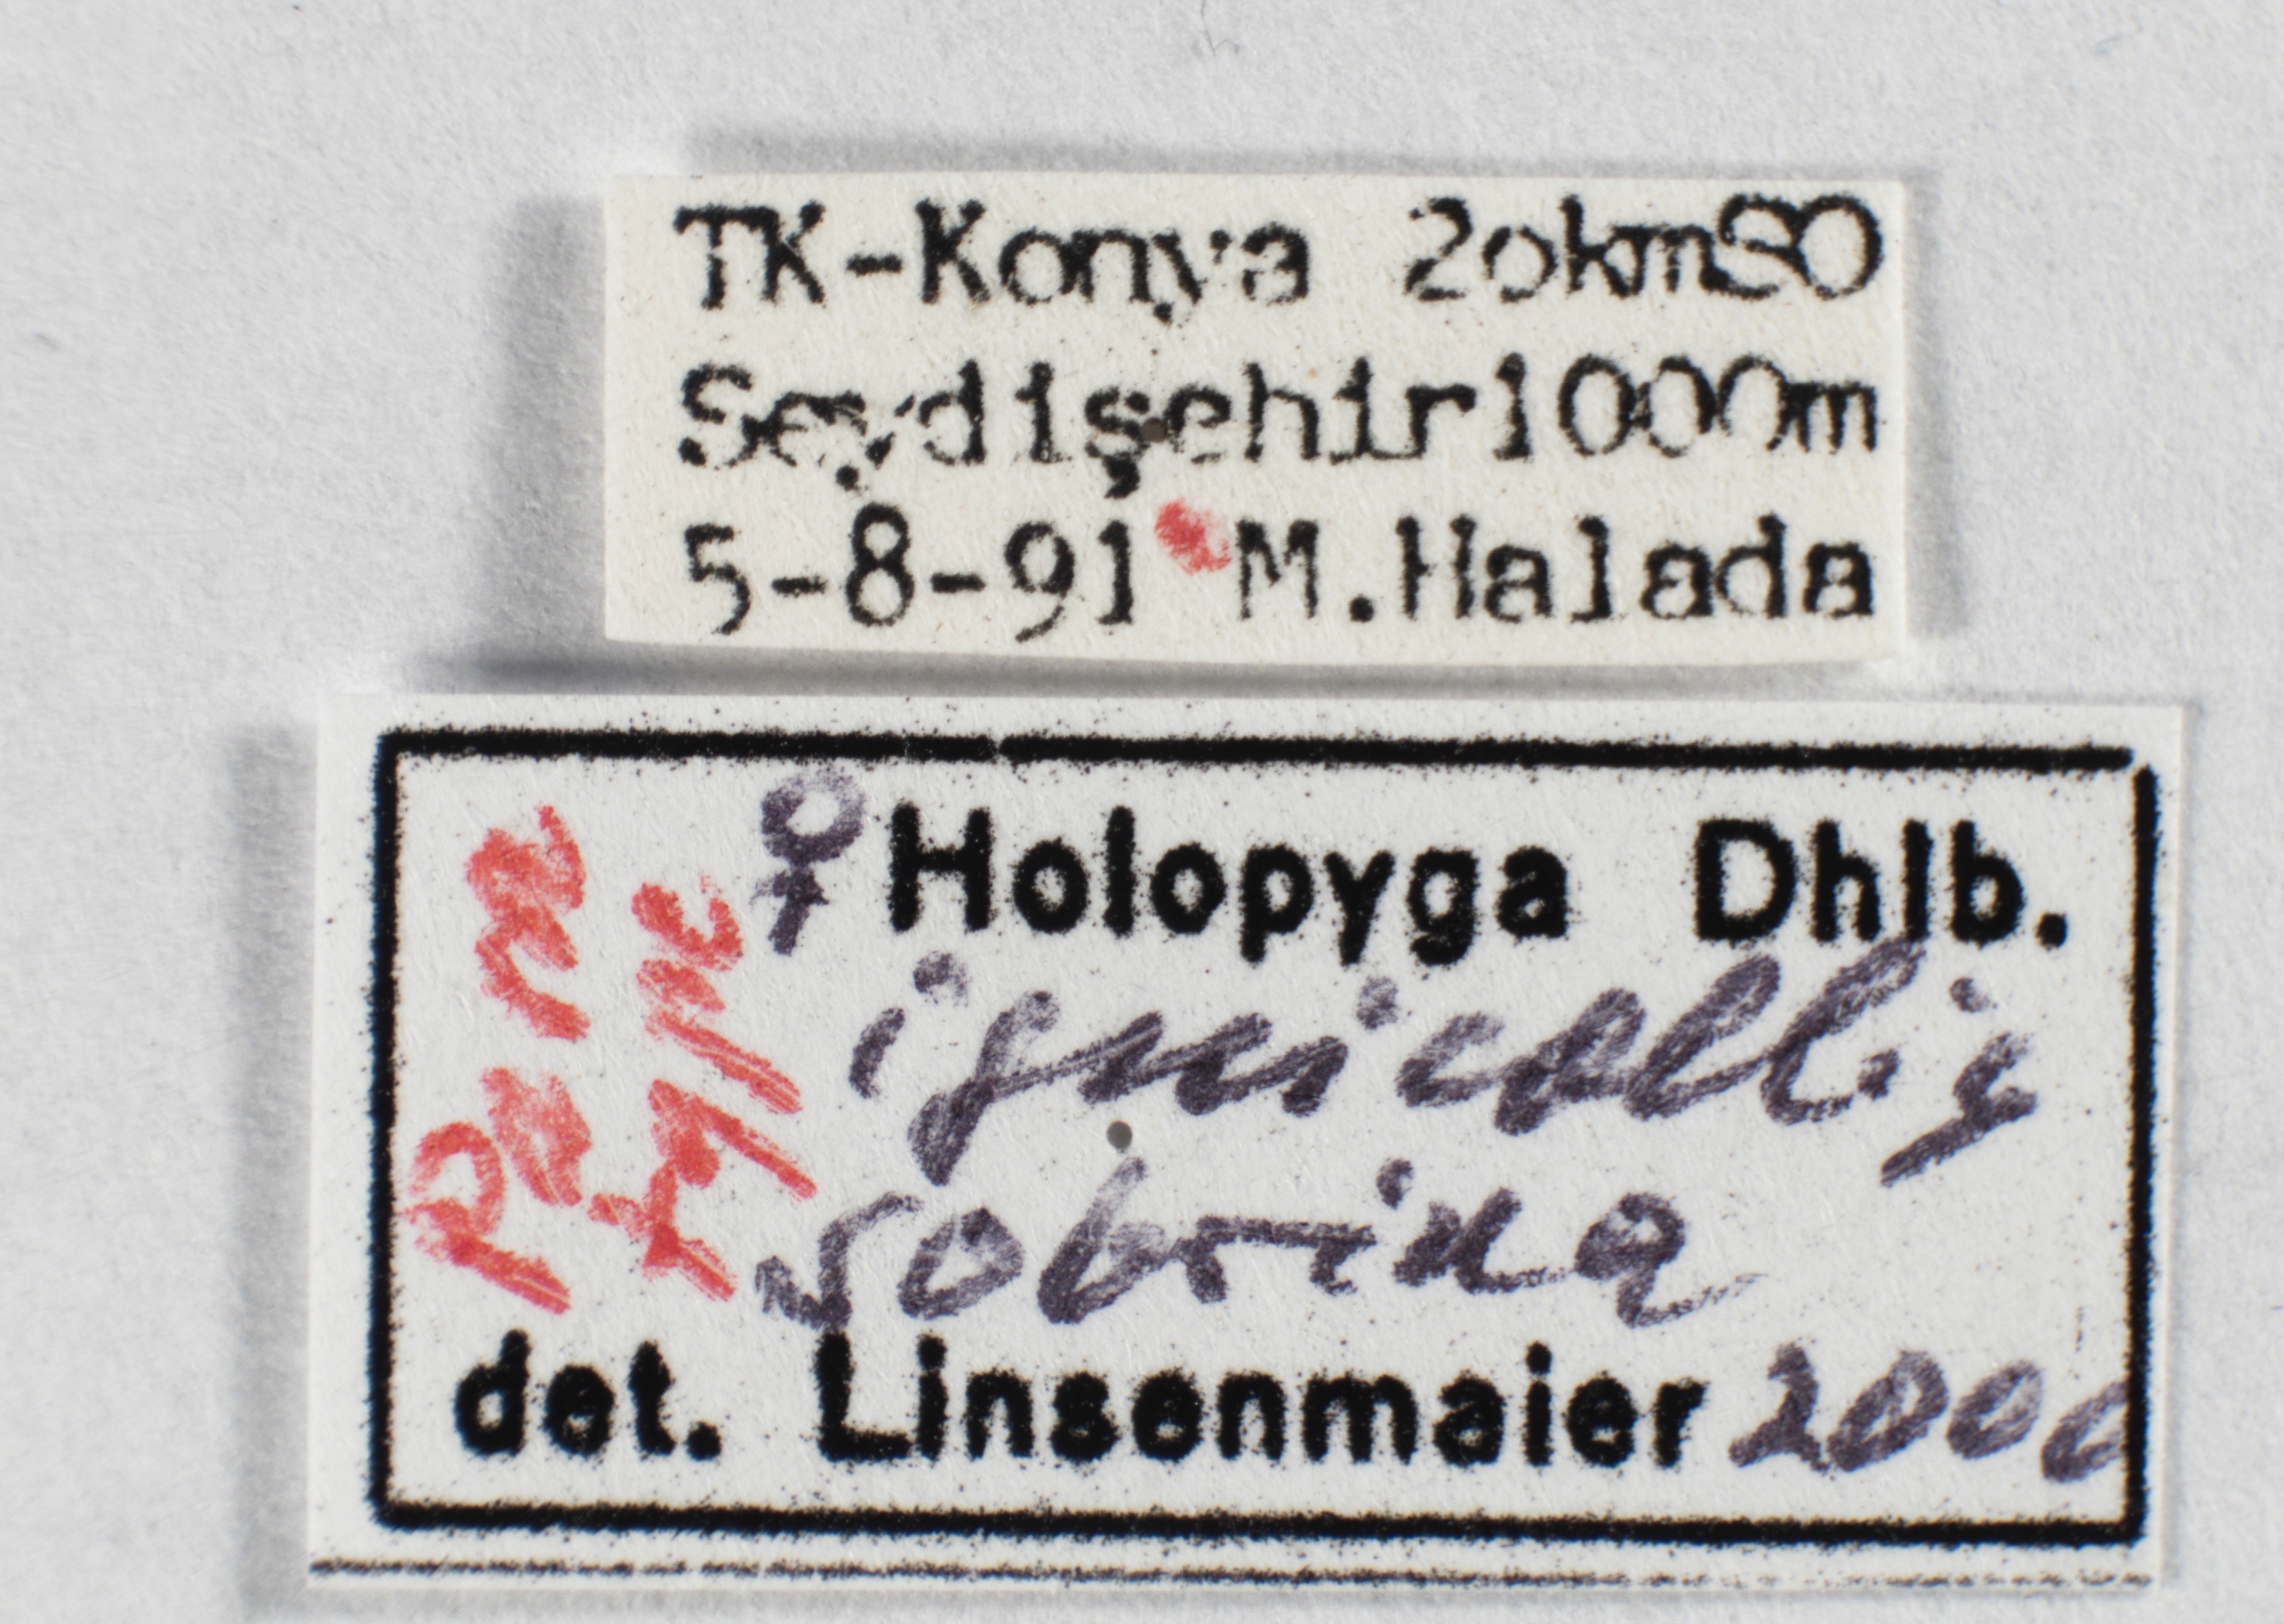 TK-Konya 2okmSO
Seydişehir1000m
5-8-91 M.Halada
Para
type
♀ Holopyga Dhlb.
ignicollis
sobrina
det. Linsenmaier 2000